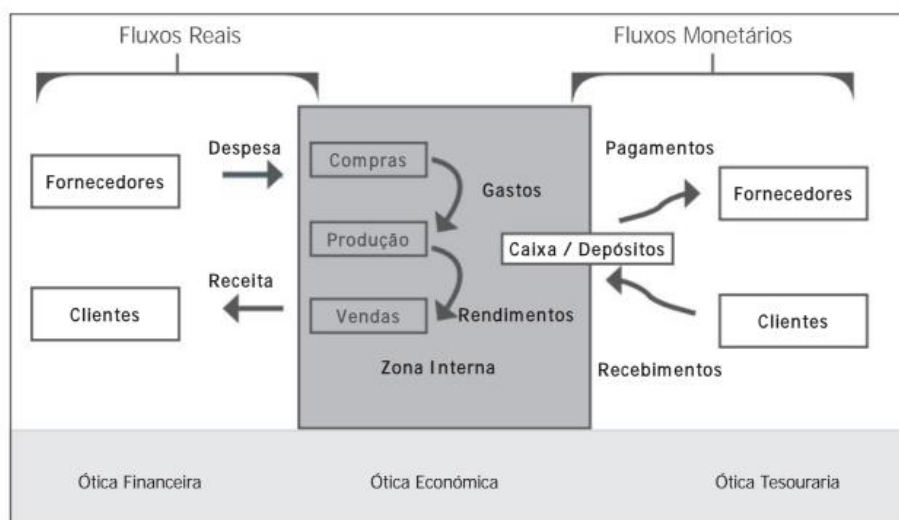 Fluxos Reais
Fluxos Monetários
Despesa
Fornecedores
Receita
Clientes
Compras
Gastos
Produção
Vendas
Rendimentos
Zona Interna
Pagamentos
Fornecedores
Caixa / Depósitos
Clientes
Recebimentos
Ótica Financeira
Ótica Económica
Ótica Tesouraria